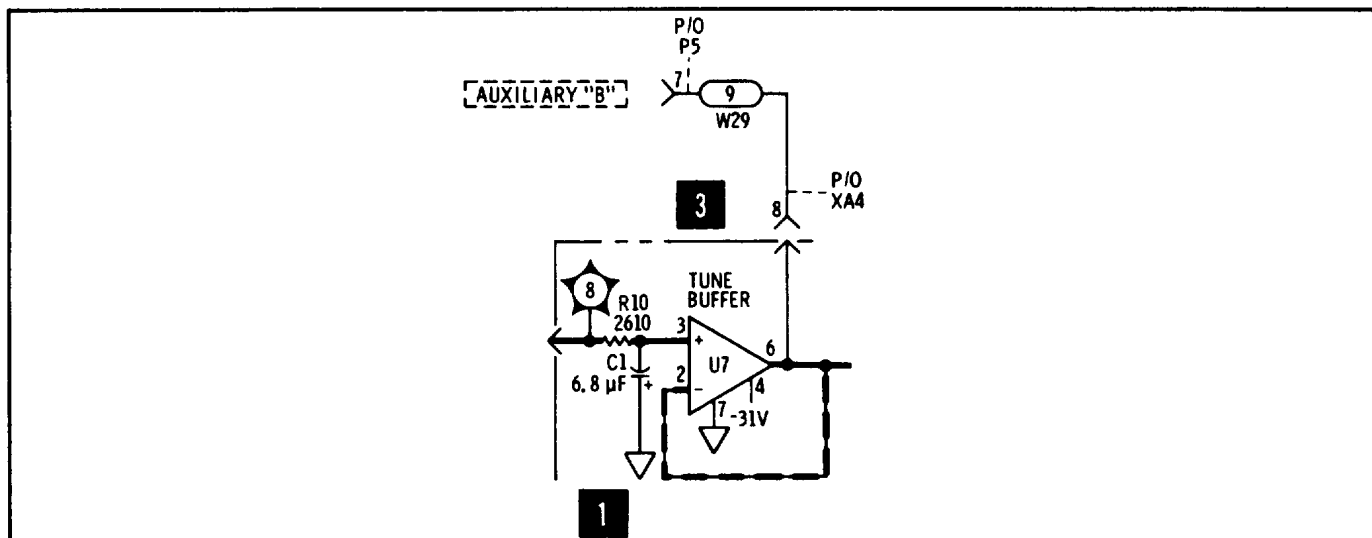 P/O
P5
AUXILIARY "B"
7
9
W29
P/O
XA4
8
3
8
R10
2610
TUNE
BUFFER
3
+
6
U7
C1
6.8 µF
+
2
-
4
7
-31V
1